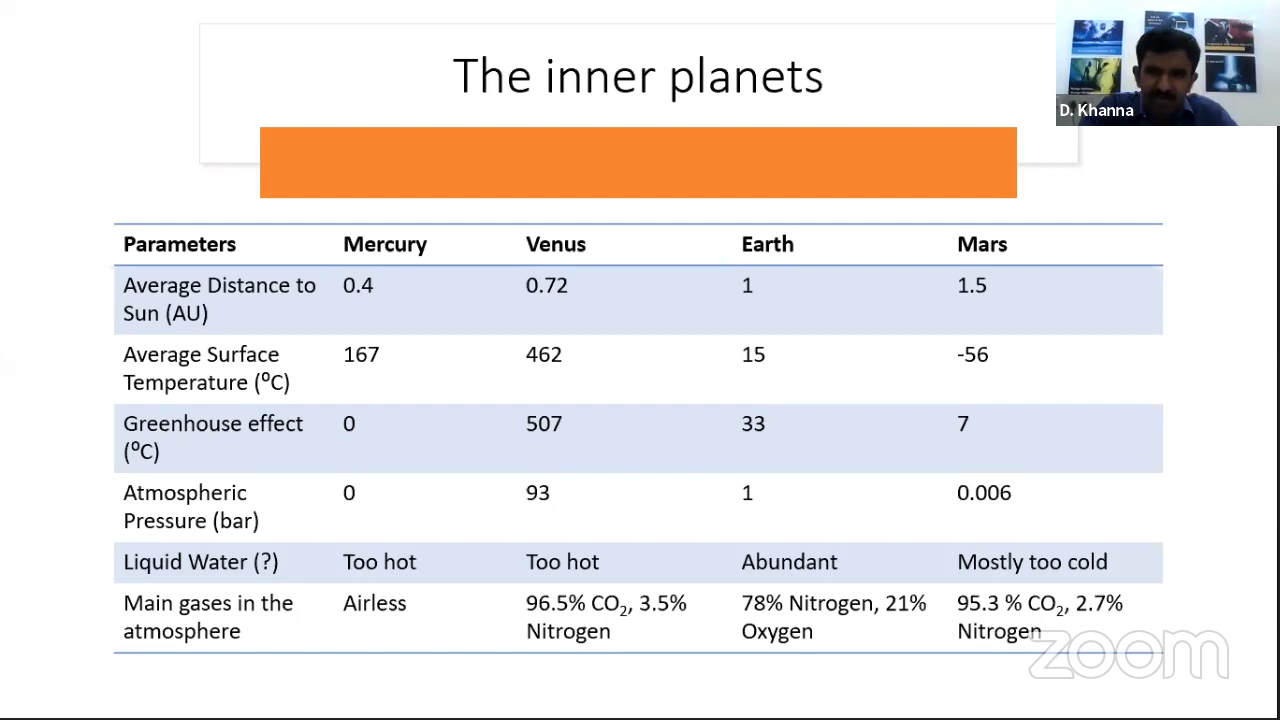 The inner planets
D. Khanna
Parameters Mercury Venus Earth Mars
Average Distance to 0.4 0.72 1 1.5
Sun (AU)
Average Surface 167 462 15 -56
Temperature (⁰C)
Greenhouse effect 0 507 33 7
(⁰C)
Atmospheric 0 93 1 0.006
Pressure (bar)
Liquid Water (?) Too hot Too hot Abundant Mostly too cold
Main gases in the Airless 96.5% CO₂, 3.5% 78% Nitrogen, 21% 95.3 % CO₂, 2.7%
atmosphere Nitrogen Oxygen Nitrogen
zoom